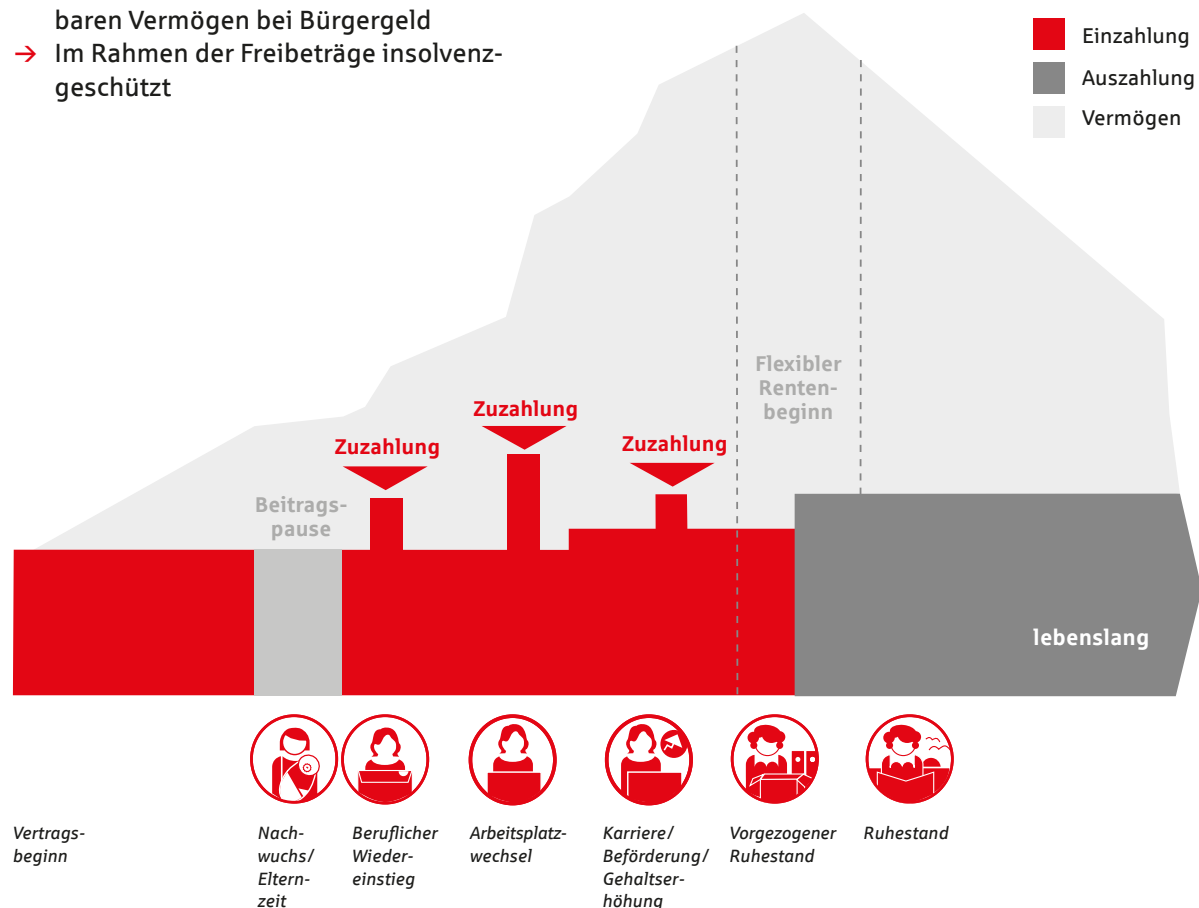 baren Vermögen bei Bürgergeld
→ Im Rahmen der Freibeträge insolvenz-
geschützt
Einzahlung
Auszahlung
Vermögen
Flexibler
Renten-
beginn
Zuzahlung
Zuzahlung
Zuzahlung
Beitrags-
pause
lebenslang
Vertrags-
beginn
Nach-
wuchs/
Eltern-
zeit
Beruflicher
Wieder-
einstieg
Arbeitsplatz-
wechsel
Karriere/
Beförderung/
Gehaltser-
höhung
Vorgezogener
Ruhestand
Ruhestand